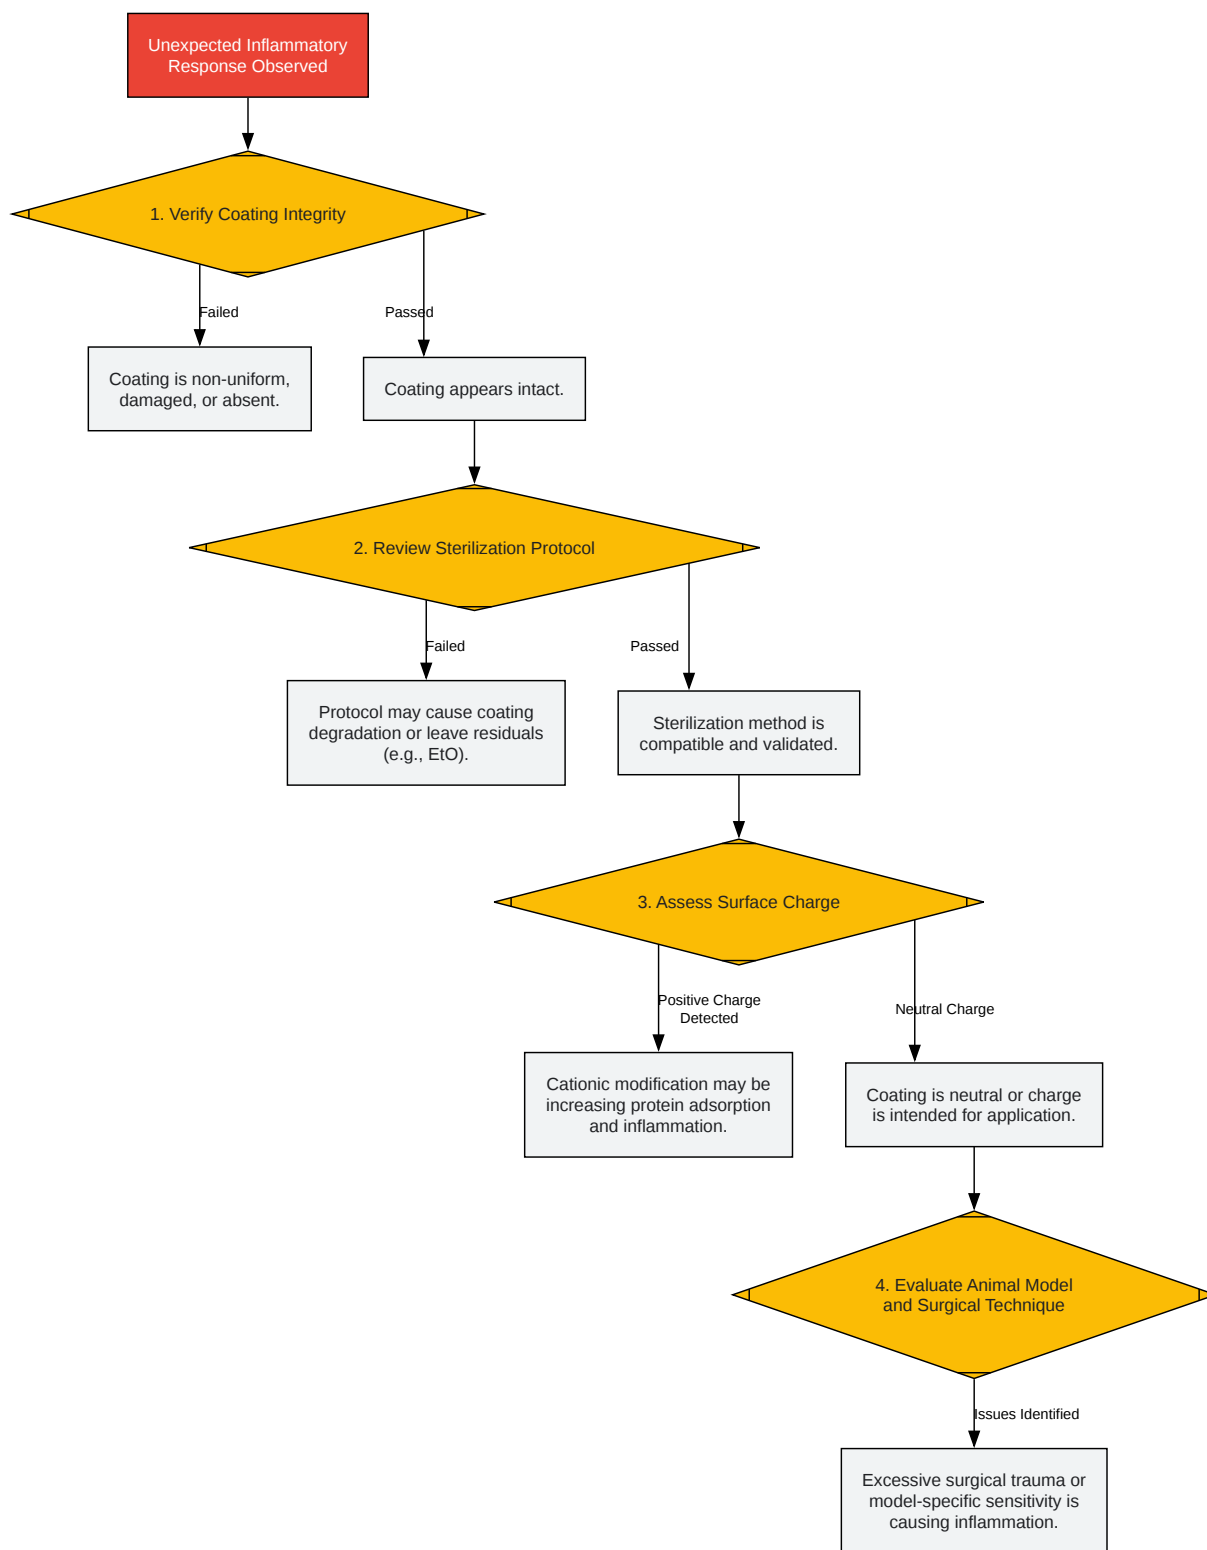 Unexpected Inflammatory
Response Observed
1. Verify Coating Integrity
Failed
Passed
Coating is non-uniform,
damaged, or absent.
Coating appears intact.
2. Review Sterilization Protocol
Failed
Passed
Protocol may cause coating
degradation or leave residuals
(e.g., EtO).
Sterilization method is
compatible and validated.
3. Assess Surface Charge
Positive Charge
Detected
Neutral Charge
Cationic modification may be
increasing protein adsorption
and inflammation.
Coating is neutral or charge
is intended for application.
4. Evaluate Animal Model
and Surgical Technique
Issues Identified
Excessive surgical trauma or
model-specific sensitivity is
causing inflammation.